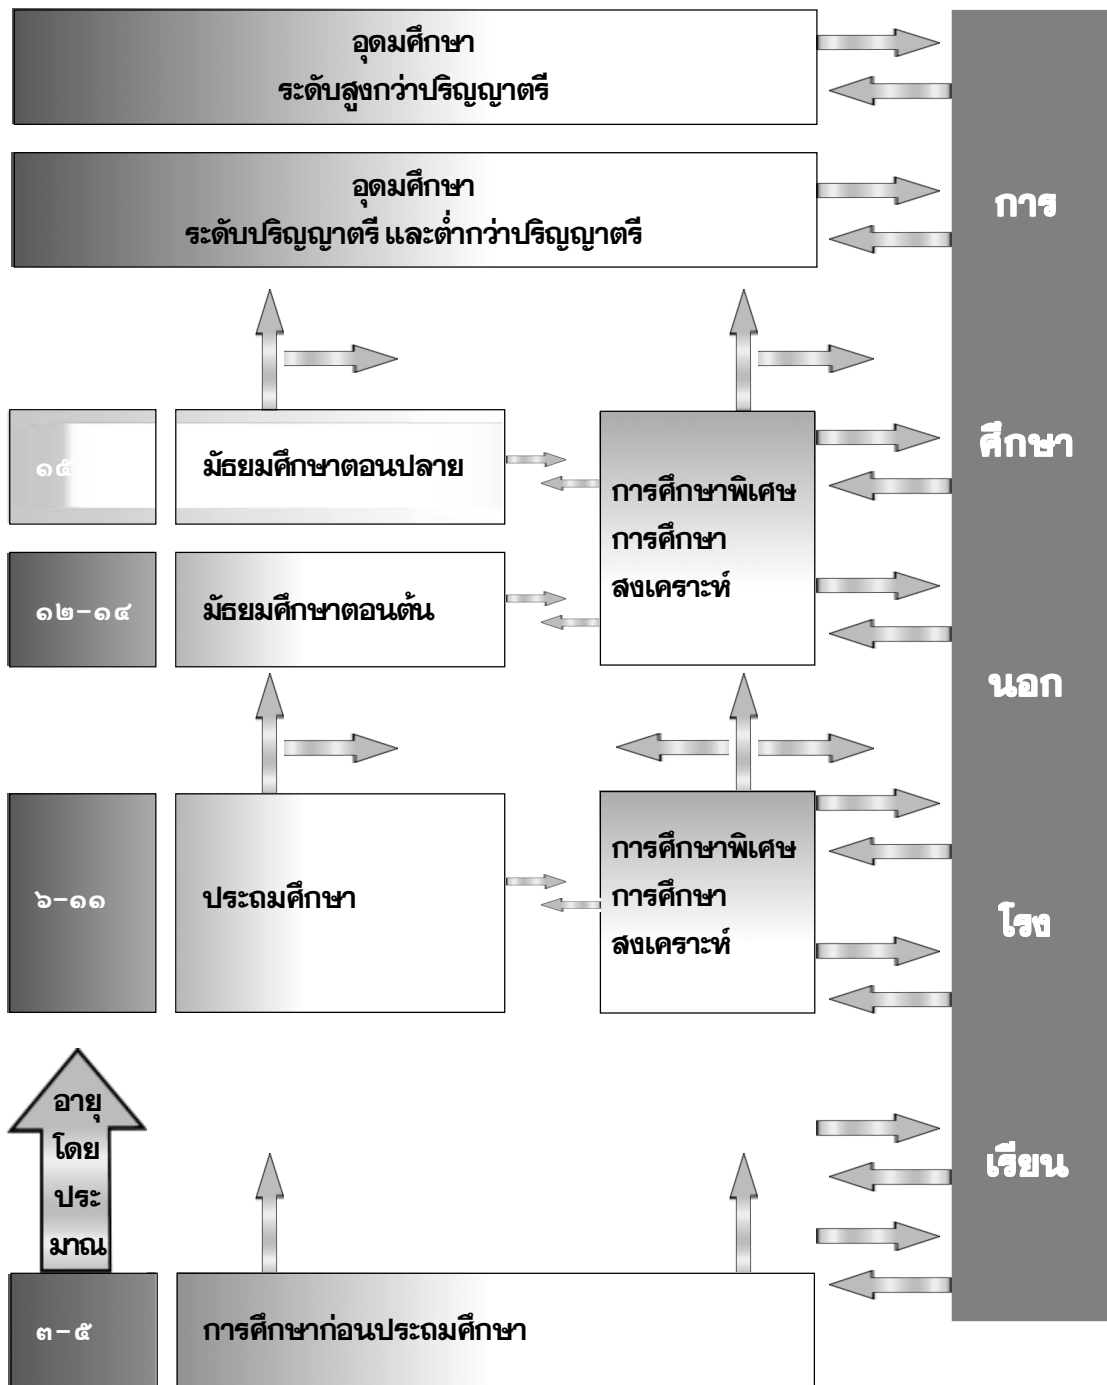 อุดมศึกษา
ระดับสูงกว่าปริญญาตรี
อุดมศึกษา
ระดับปริญญาตรี และต่ำกว่าปริญญาตรี
การ
ศึกษา
นอก
โรง
เรียน
๑๕
มัธยมศึกษาตอนปลาย
การศึกษาพิเศษ
การศึกษา
สงเคราะห์
๑๒-๑๔
มัธยมศึกษาตอนต้น
๖-๑๑
ประถมศึกษา
การศึกษาพิเศษ
การศึกษา
สงเคราะห์
อายุ
โดย
ประ
มาณ
๓-๕
การศึกษาก่อนประถมศึกษา